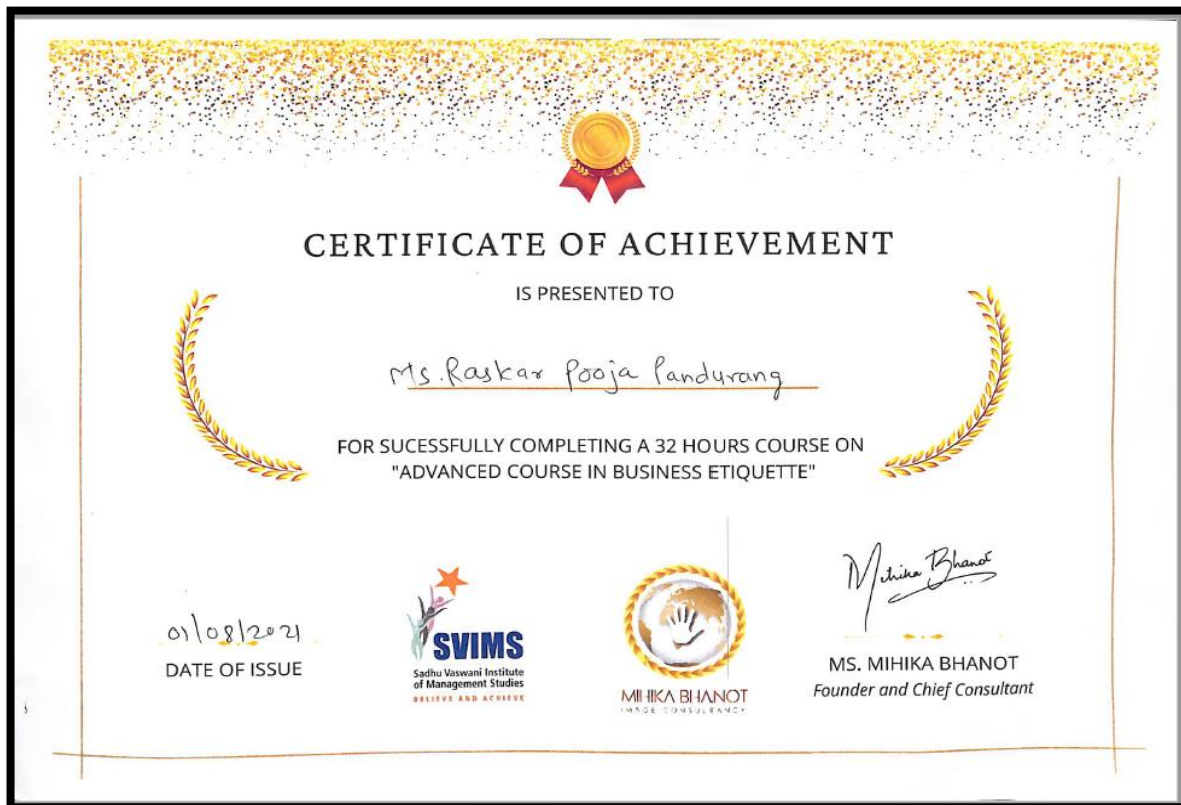 CERTIFICATE OF ACHIEVEMENT
IS PRESENTED TO
Ms. Raskar Pooja Pandurang
FOR SUCESSFULLY COMPLETING A 32 HOURS COURSE ON
"ADVANCED COURSE IN BUSINESS ETIQUETTE"
01/08/2021
DATE OF ISSUE
SVIMS
Sadhu Vaswani Institute
of Management Studies
BELIEVE AND ACHIEVE
MIHIKA BHANOT
IMAGE CONSULTANCY
Mihika Bhanot
MS. MIHIKA BHANOT
Founder and Chief Consultant